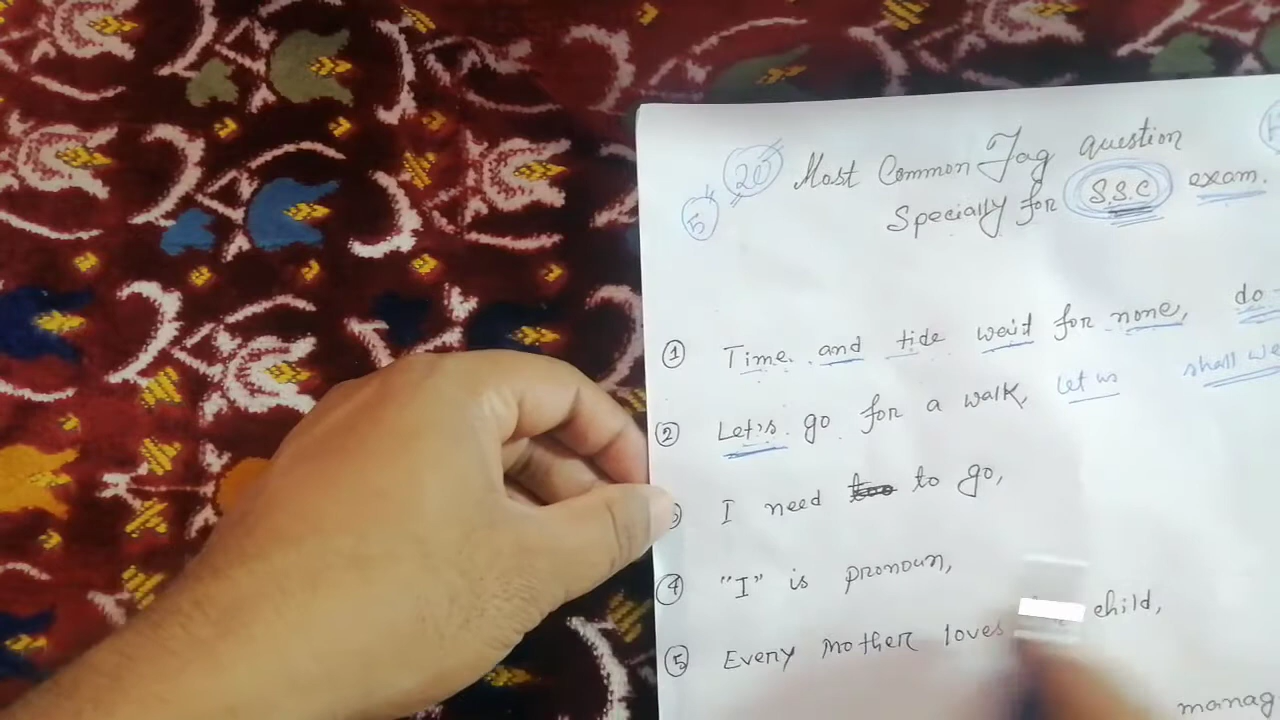 20 Most Common Tag question
5 Specially for S.S.C exam.
① Time and tide wait for none, do
② Let's go for a walk, let us shall we
I need to go,
④ "I" is pronoun,
⑤ Every mother loves child,
manag